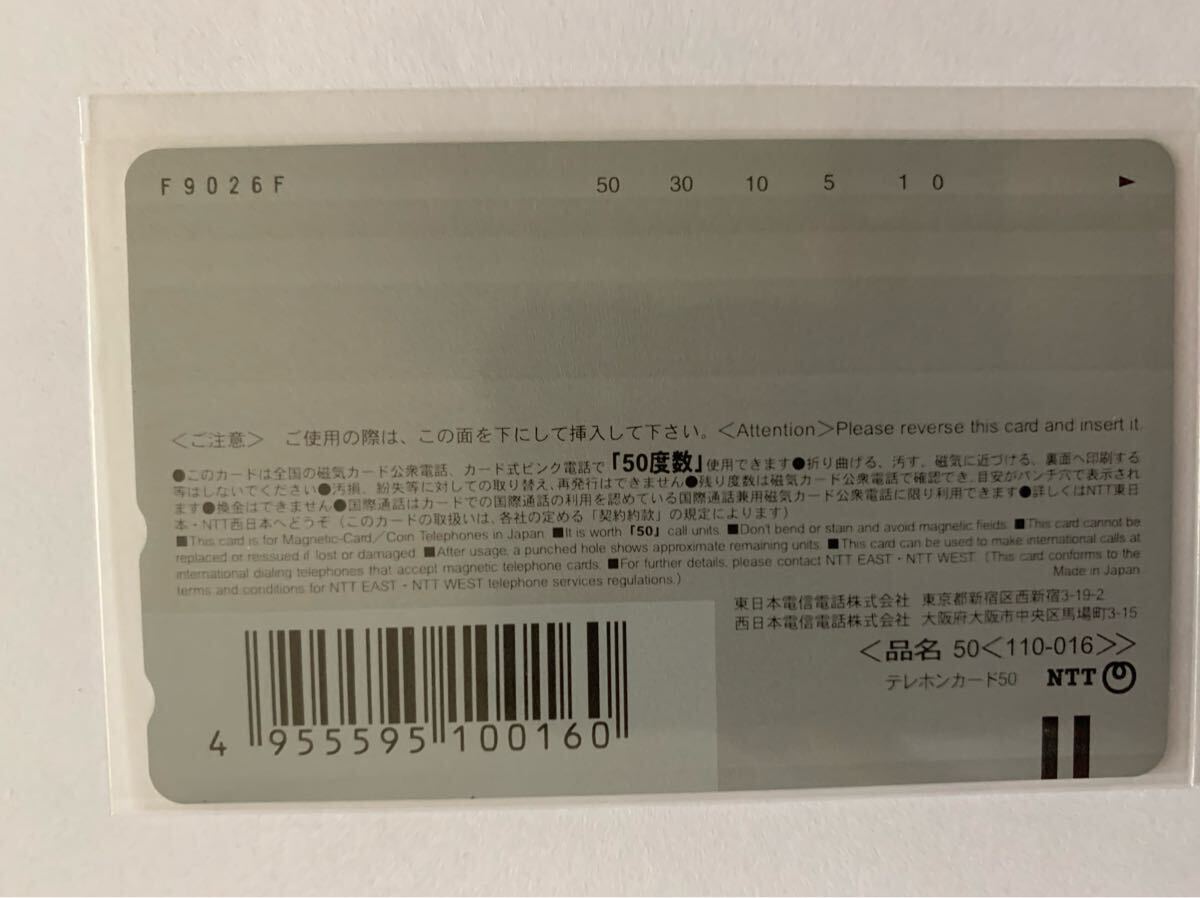 F9026F 50 30 10 5 1 0 ►
＜ご注意＞ ご使用の際は、この面を下にして挿入して下さい。＜Attention＞Please reverse this card and insert it.
●このカードは全国の磁気カード公衆電話、カード式ピンク電話で「50度数」使用できます●折り曲げる、汚す、磁気に近づける、裏面へ印刷する
等はしないでください●汚損、紛失等に対しての取り替え、再発行はできません●残り度数は磁気カード公衆電話で確認でき、目安がパンチ穴で表示されま
す●換金はできません●国際通話はカードでの国際通話の利用を認めている国際通話兼用磁気カード公衆電話に限り利用できます●詳しくはNTT東日
本・NTT西日本へどうぞ（このカードの取扱いは、各社の定める「契約約款」の規定によります）
■This card is for Magnetic-Card／Coin Telephones in Japan. ■It is worth「50」call units. ■Don't bend or stain and avoid magnetic fields. ■This card cannot be
replaced or reissued if lost or damaged. ■After usage, a punched hole shows approximate remaining units. ■This card can be used to make international calls at
international dialing telephones that accept magnetic telephone cards. ■For further details, please contact NTT EAST・NTT WEST. (This card conforms to the
terms and conditions for NTT EAST・NTT WEST telephone services regulations.)
Made in Japan
東日本電信電話株式会社 東京都新宿区西新宿3-19-2
西日本電信電話株式会社 大阪府大阪市中央区馬場町3-15
＜品名 50＜110-016＞＞
テレホンカード50 NTT
4 955595 100160